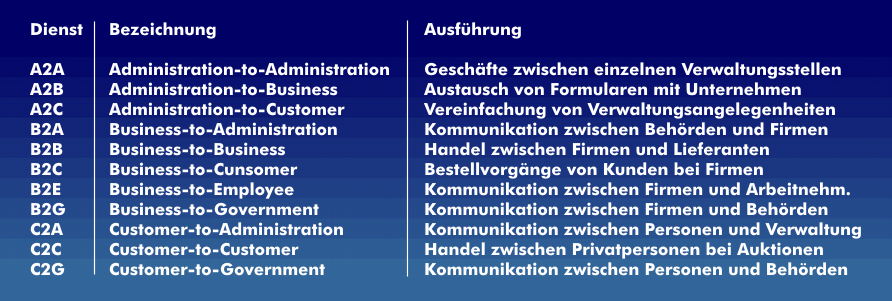 Dienst Bezeichnung Ausführung
A2A Administration-to-Administration Geschäfte zwischen einzelnen Verwaltungsstellen
A2B Administration-to-Business Austausch von Formularen mit Unternehmen
A2C Administration-to-Customer Vereinfachung von Verwaltungsangelegenheiten
B2A Business-to-Administration Kommunikation zwischen Behörden und Firmen
B2B Business-to-Business Handel zwischen Firmen und Lieferanten
B2C Business-to-Cunsomer Bestellvorgänge von Kunden bei Firmen
B2E Business-to-Employee Kommunikation zwischen Firmen und Arbeitnehm.
B2G Business-to-Government Kommunikation zwischen Firmen und Behörden
C2A Customer-to-Administration Kommunikation zwischen Personen und Verwaltung
C2C Customer-to-Customer Handel zwischen Privatpersonen bei Auktionen
C2G Customer-to-Government Kommunikation zwischen Personen und Behörden